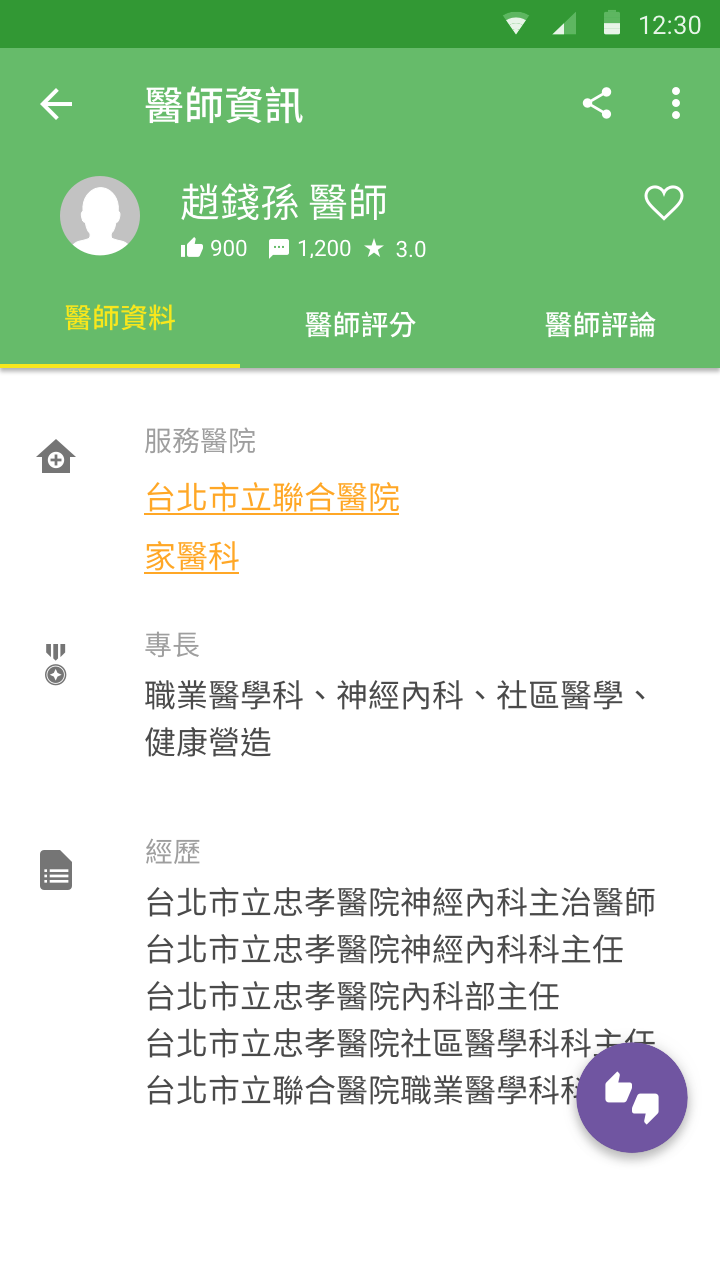 12:30
醫師資訊
趙錢孫 醫師
900 1,200 3.0
醫師資料 醫師評分 醫師評論
服務醫院
台北市立聯合醫院
家醫科
專長
職業醫學科、神經內科、社區醫學、
健康營造
經歷
台北市立忠孝醫院神經內科主治醫師
台北市立忠孝醫院神經內科科主任
台北市立忠孝醫院內科部主任
台北市立忠孝醫院社區醫學科科主任
台北市立聯合醫院職業醫學科